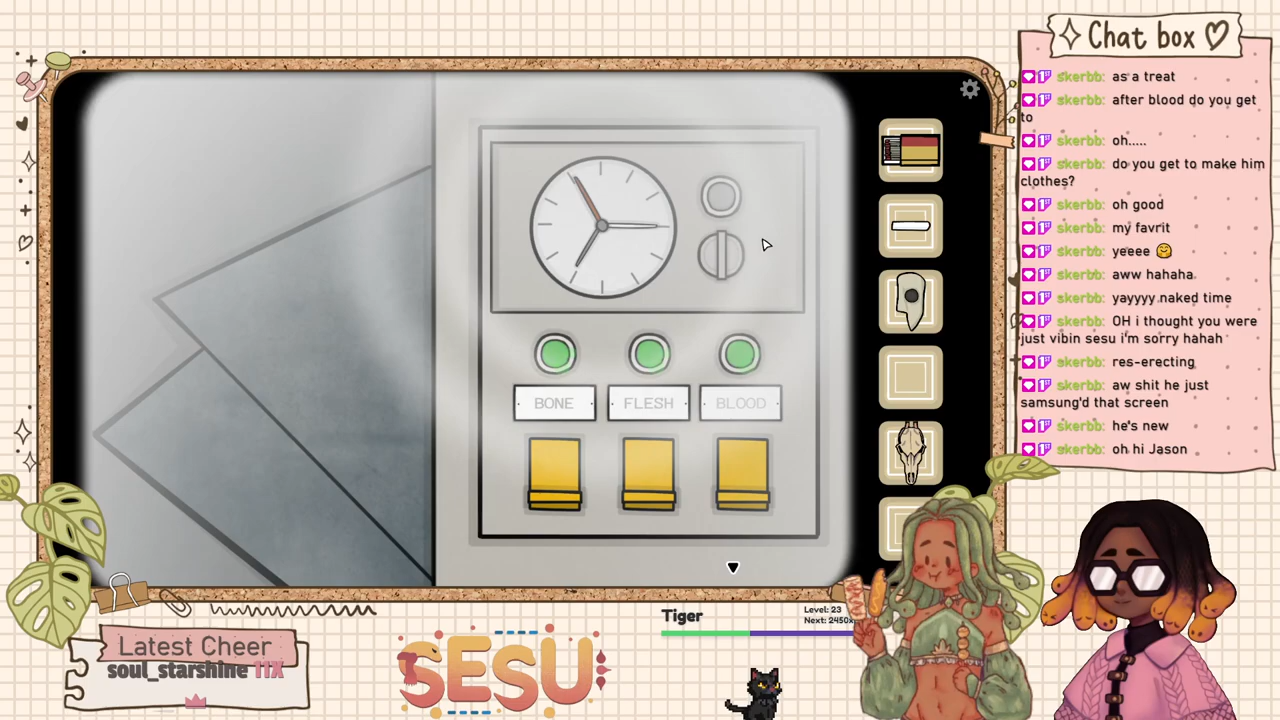 Chat box
skerbb: as a treat
skerbb: after blood do you get
to
skerbb: oh.....
skerbb: do you get to make him
clothes?
skerbb: oh good
skerbb: my favrit
skerbb: yeeee
skerbb: aww hahaha
skerbb: yayyyy naked time
skerbb: OH i thought you were
just vibin sesu i'm sorry hahah
skerbb: res-erecting
skerbb: aw shit he just
samsung'd that screen
skerbb: he's new
skerbb: oh hi Jason
BONE
FLESH
BLOOD
Latest Cheer
soul_starshine 11X
SESU
Tiger
Level: 23
Next: 2450x